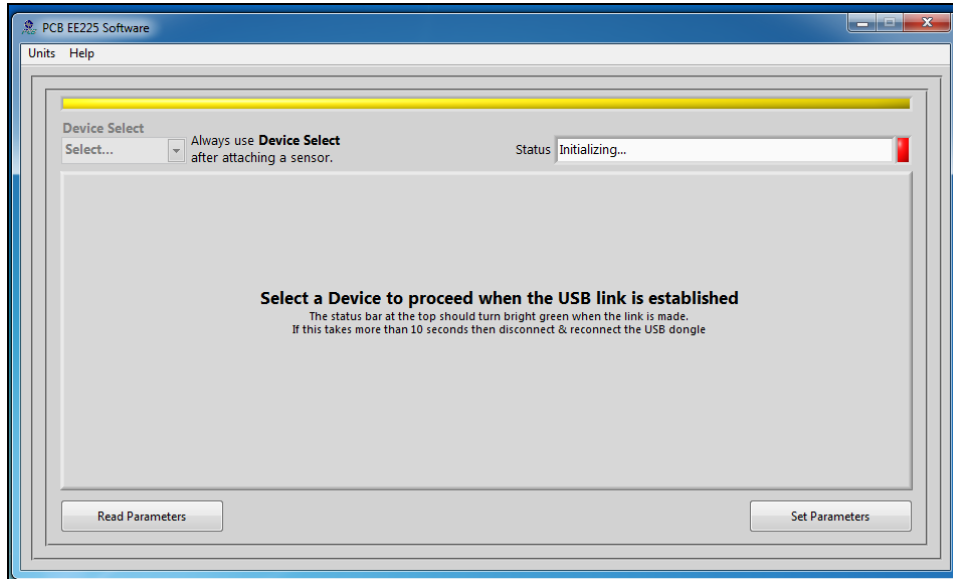 PCB EE225 Software
Units Help
Device Select
Select...
Always use Device Select
after attaching a sensor.
Status Initializing...
Select a Device to proceed when the USB link is established
The status bar at the top should turn bright green when the link is made.
If this takes more than 10 seconds then disconnect & reconnect the USB dongle
Read Parameters
Set Parameters